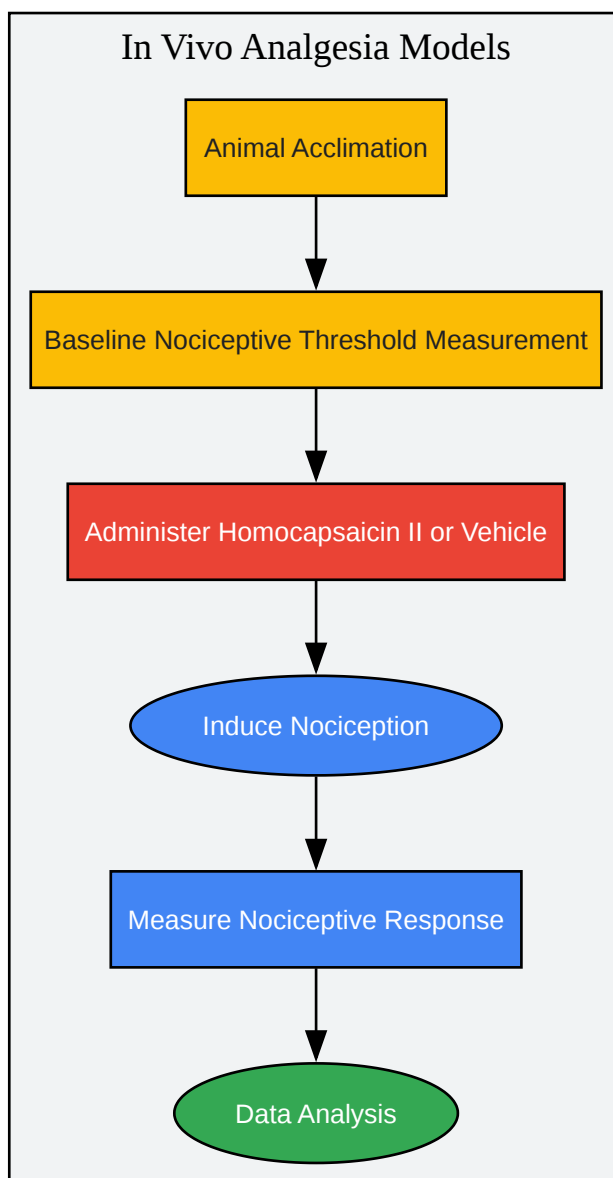 In Vivo Analgesia Models
Animal Acclimation
Baseline Nociceptive Threshold Measurement
Administer Homocapsaicin II or Vehicle
Induce Nociception
Measure Nociceptive Response
Data Analysis